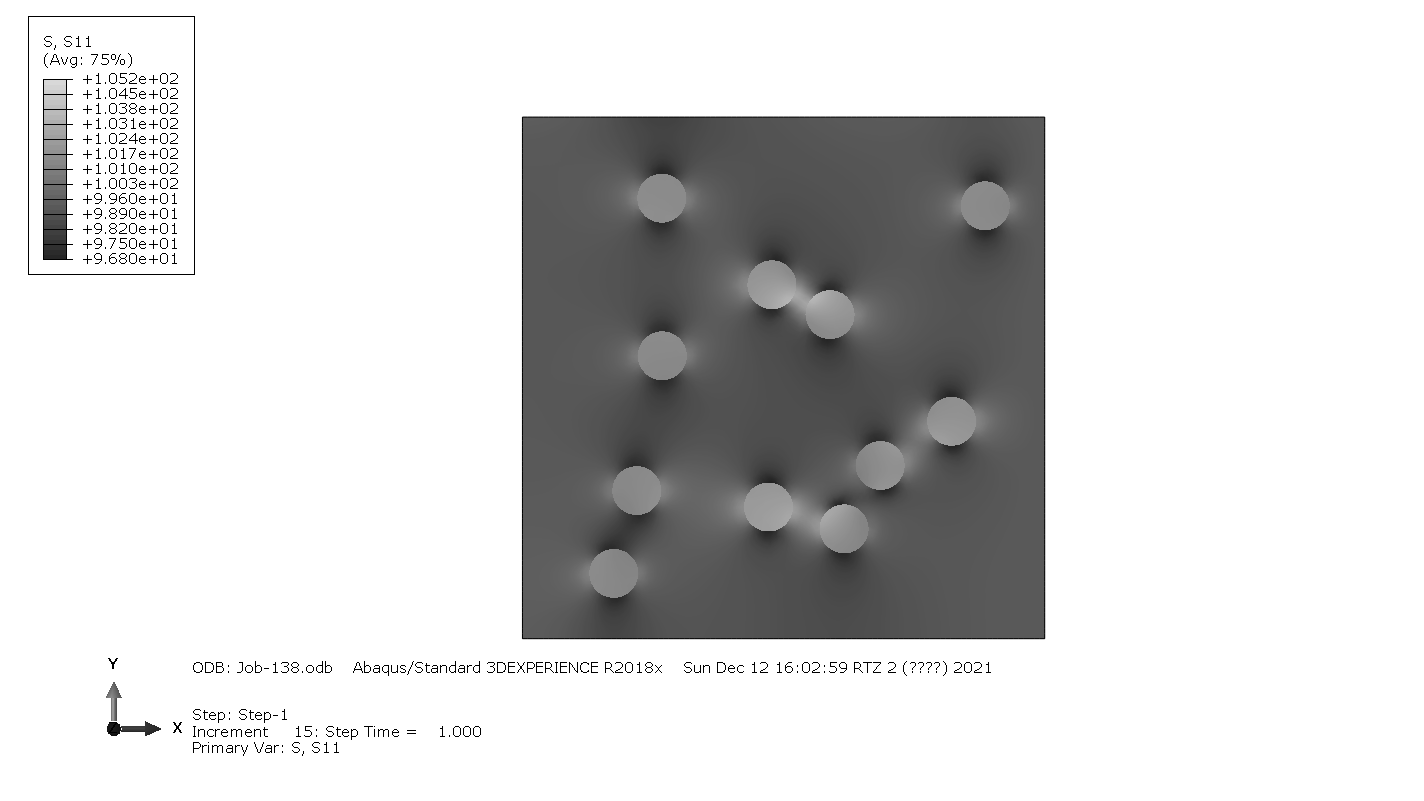 S, S11
(Avg: 75%)
+1.052e+02
+1.045e+02
+1.038e+02
+1.031e+02
+1.024e+02
+1.017e+02
+1.010e+02
+1.003e+02
+9.960e+01
+9.890e+01
+9.820e+01
+9.750e+01
+9.680e+01
Y
X
ODB: Job-138.odb Abaqus/Standard 3DEXPERIENCE R2018x Sun Dec 12 16:02:59 RTZ 2 (????) 2021
Step: Step-1
Increment 15: Step Time = 1.000
Primary Var: S, S11